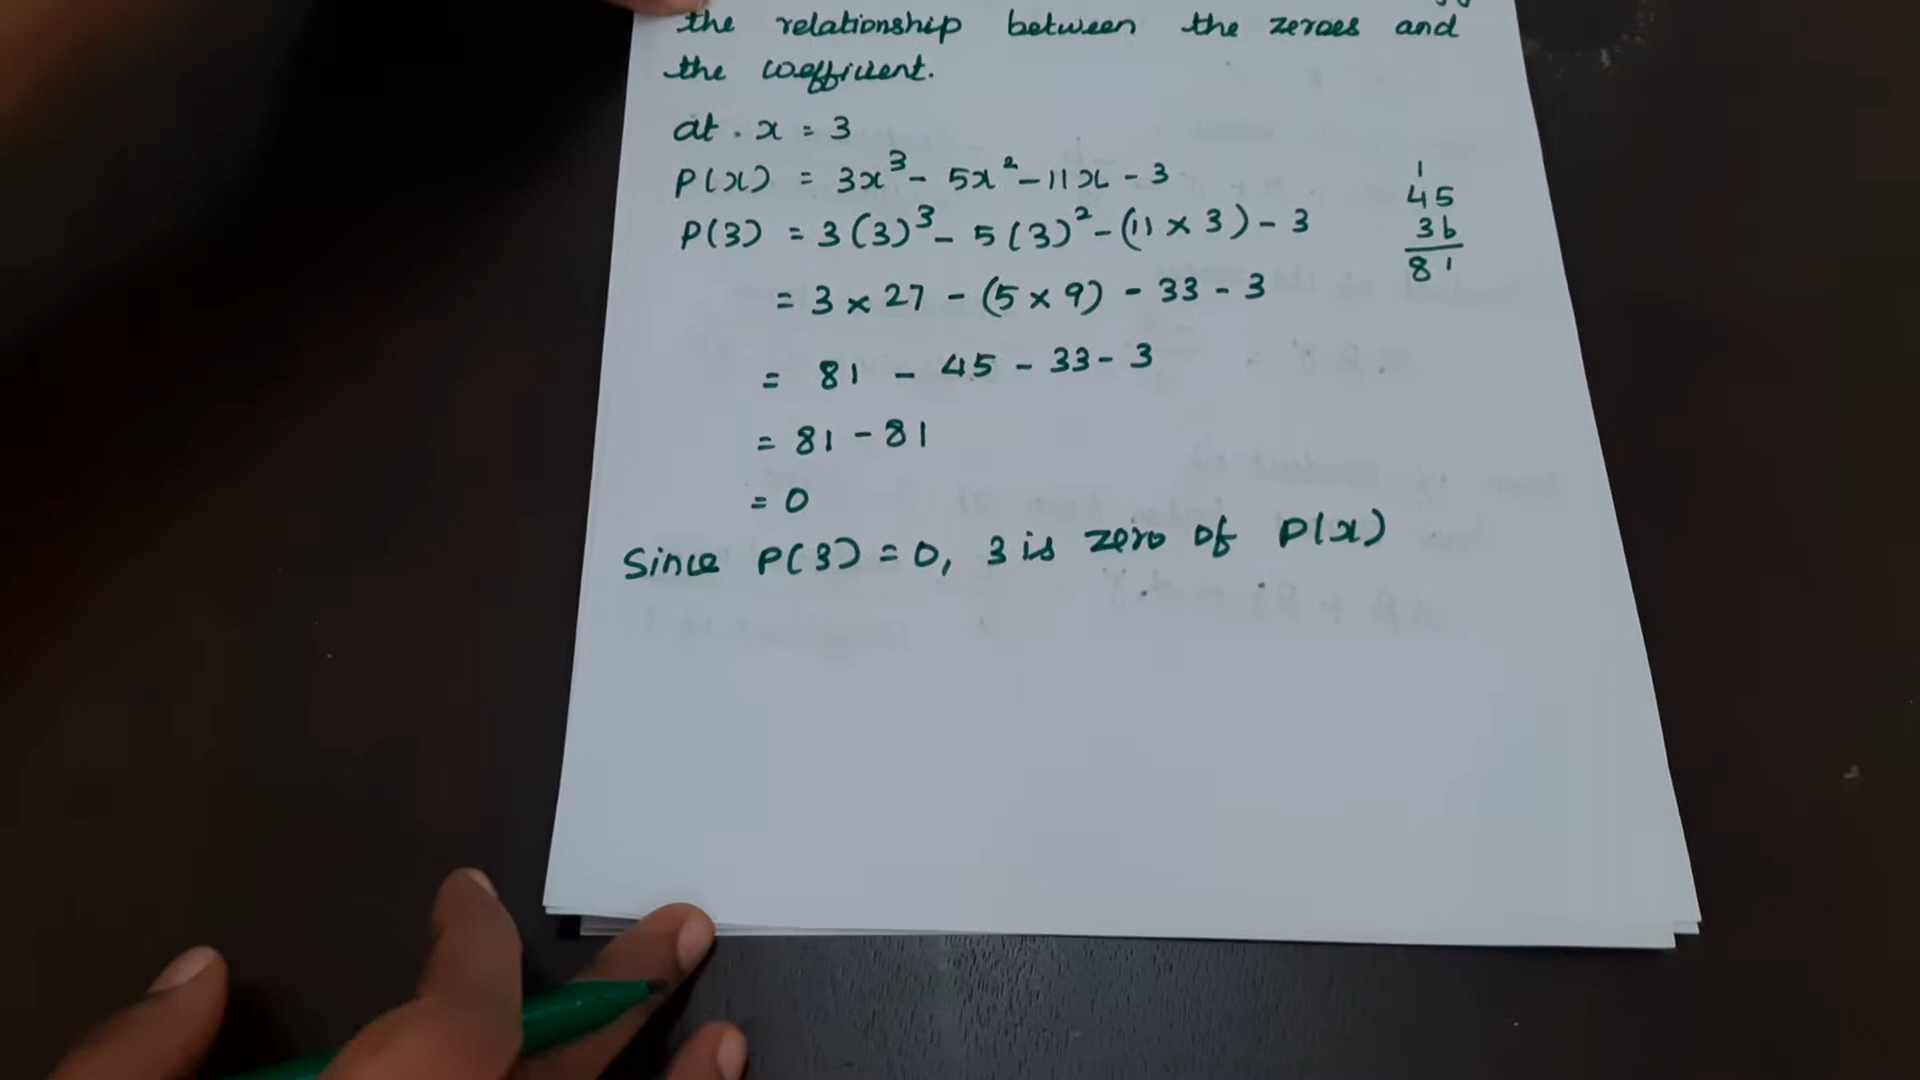 the relationship between the zeroes and
the coefficient.
at . x = 3
P(x) = 3x³ - 5x² - 11x - 3
P(3) = 3(3)³ - 5(3)² - (11 × 3) - 3
= 3 × 27 - (5 × 9) - 33 - 3
= 81 - 45 - 33 - 3
= 81 - 81
= 0
Since P(3) = 0, 3 is zero of P(x)
1
45
36
81